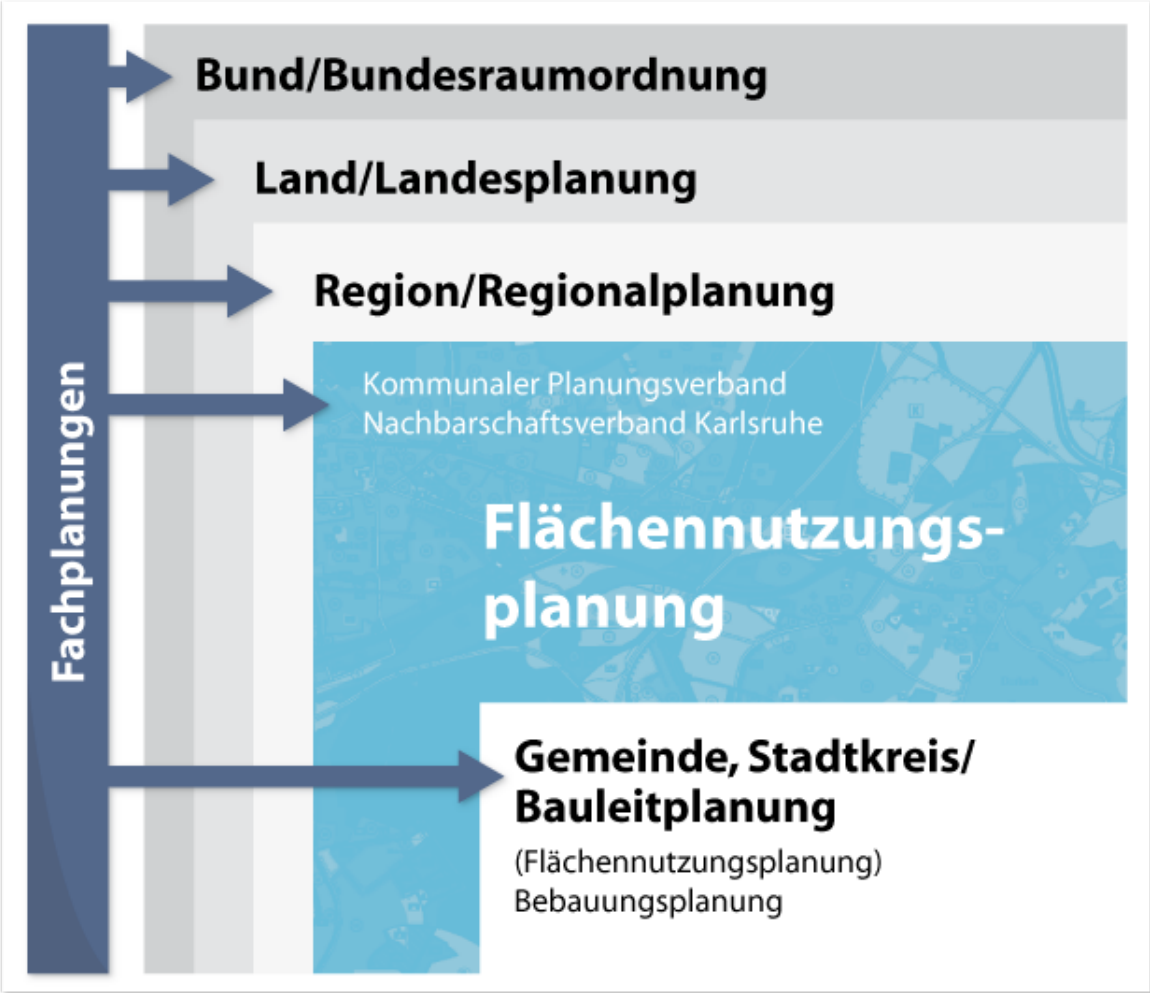 Fachplanungen
Bund/Bundesraumordnung
Land/Landesplanung
Region/Regionalplanung
Kommunaler Planungsverband
Nachbarschaftsverband Karlsruhe
Flächennutzungs-
planung
Gemeinde, Stadtkreis/
Bauleitplanung
(Flächennutzungsplanung)
Bebauungsplanung